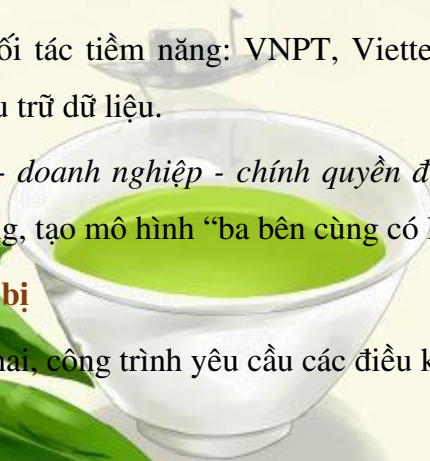 ối tác tiềm năng: VNPT, Viette
u trữ dữ liệu.
- doanh nghiệp - chính quyền đ
g, tạo mô hình “ba bên cùng có l
bị
nai, công trình yêu cầu các điều k